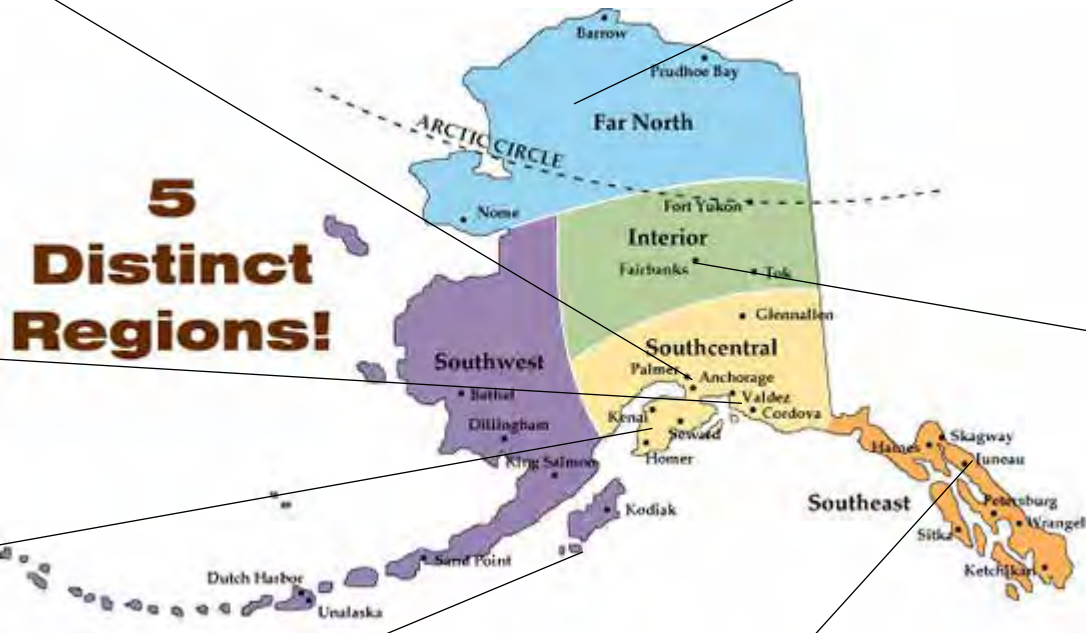 5
Distinct
Regions!
Barrow
Prudhoe Bay
Far North
ARCTIC CIRCLE
Nome
Fort Yukon
Interior
Fairbanks
Tok
Glennallen
Southcentral
Palmer
Anchorage
Valdez
Cordova
Kenai
Seward
Homer
Southwest
Bethel
Dillingham
King Salmon
Kodiak
Sand Point
Dutch Harbor
Unalaska
Southeast
Haines
Skagway
Juneau
Petersburg
Wrangel
Sitka
Ketchikan